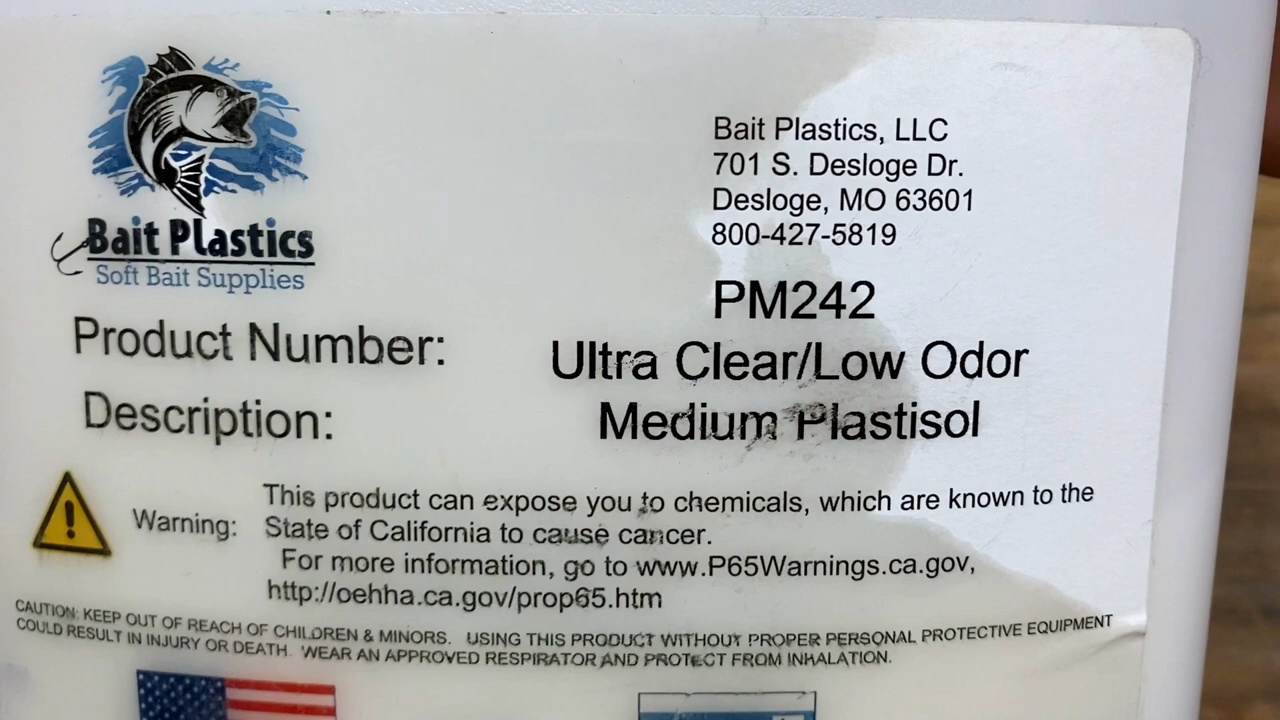 Bait Plastics
Soft Bait Supplies
Bait Plastics, LLC
701 S. Desloge Dr.
Desloge, MO 63601
800-427-5819
Product Number:
PM242
Description:
Ultra Clear/Low Odor
Medium Plastisol
Warning:
This product can expose you to chemicals, which are known to the
State of California to cause cancer.
For more information, go to www.P65Warnings.ca.gov,
http://oehha.ca.gov/prop65.htm
CAUTION: KEEP OUT OF REACH OF CHILDREN & MINORS. USING THIS PRODUCT WITHOUT PROPER PERSONAL PROTECTIVE EQUIPMENT
COULD RESULT IN INJURY OR DEATH. WEAR AN APPROVED RESPIRATOR AND PROTECT FROM INHALATION.